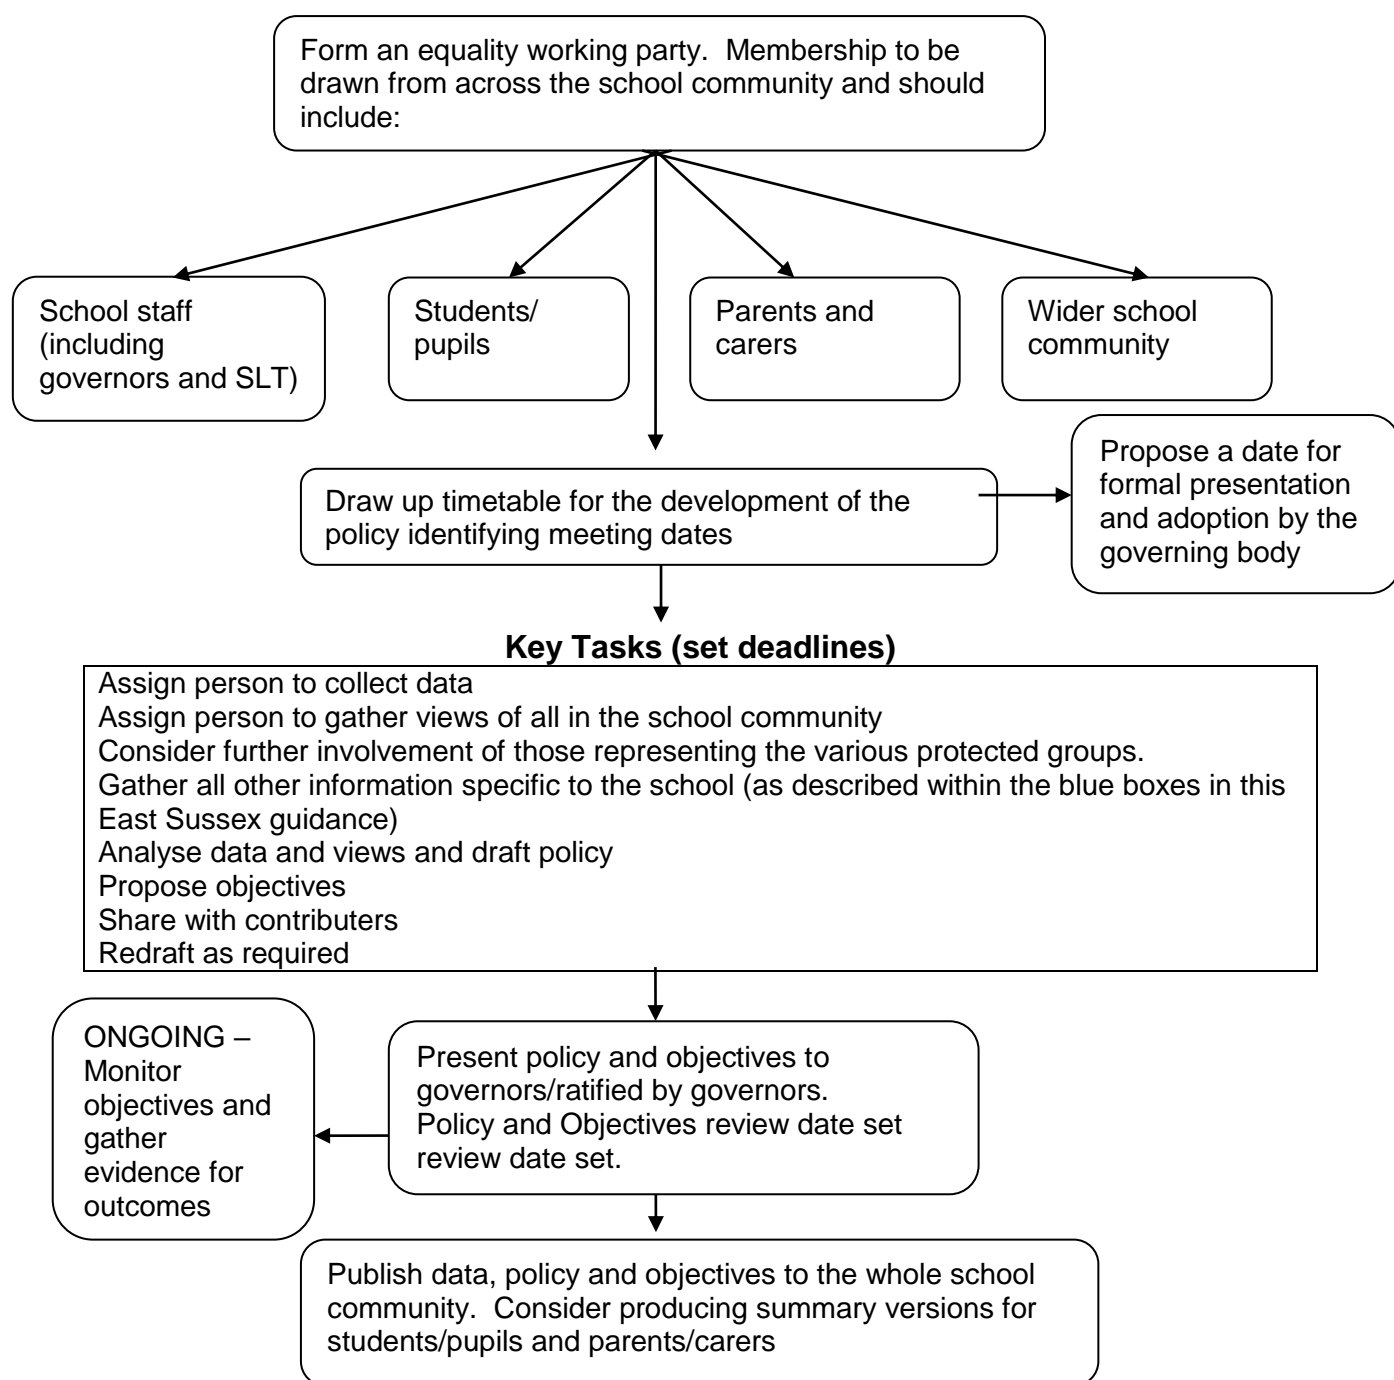 Form an equality working party.  Membership to be
drawn from across the school community and should
include:
School staff
(including
governors and SLT)
Students/
pupils
Parents and
carers
Wider school
community
Propose a date for
formal presentation
and adoption by the
governing body
Draw up timetable for the development of the
policy identifying meeting dates
Key Tasks (set deadlines)
Assign person to collect data
Assign person to gather views of all in the school community
Consider further involvement of those representing the various protected groups.
Gather all other information specific to the school (as described within the blue boxes in this
East Sussex guidance)
Analyse data and views and draft policy
Propose objectives
Share with contributers
Redraft as required
ONGOING –
Monitor
objectives and
gather
evidence for
outcomes
Present policy and objectives to
governors/ratified by governors.
Policy and Objectives review date set
review date set.
Publish data, policy and objectives to the whole school
community.  Consider producing summary versions for
students/pupils and parents/carers